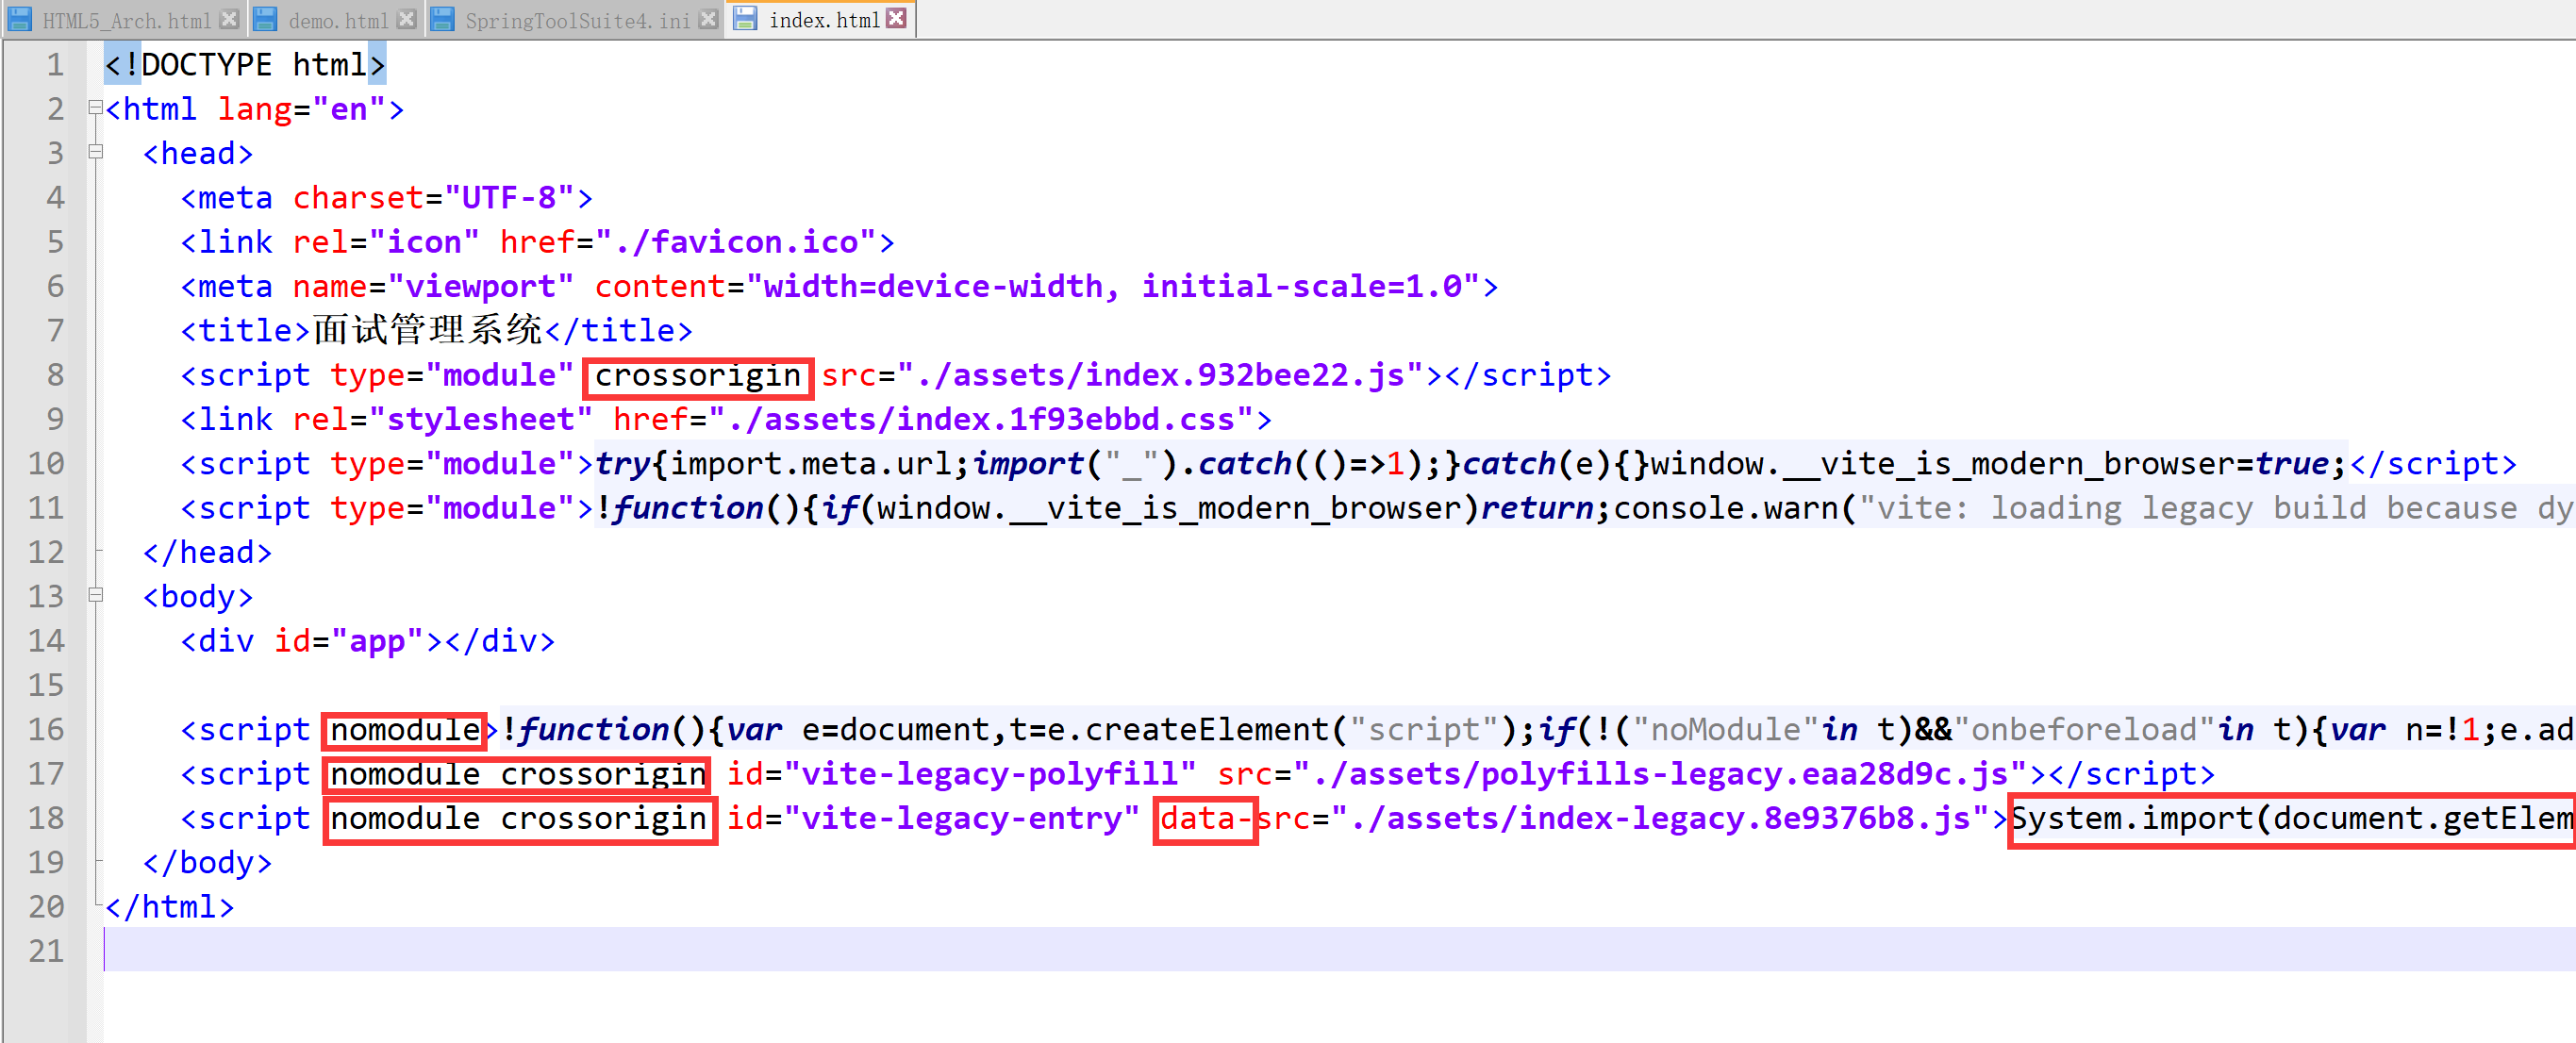 HTML5_Arch.html demo.html SpringToolSuite4.ini index.html
1 <!DOCTYPE html>
2 <html lang="en">
3 <head>
4 <meta charset="UTF-8">
5 <link rel="icon" href="./favicon.ico">
6 <meta name="viewport" content="width=device-width, initial-scale=1.0">
7 <title>面试管理系统</title>
8 <script type="module" crossorigin src="./assets/index.932bee22.js"></script>
9 <link rel="stylesheet" href="./assets/index.1f93ebbd.css">
10 <script type="module">try{import.meta.url;import("_").catch(()=>1);}catch(e){}window.__vite_is_modern_browser=true;</script>
11 <script type="module">!function(){if(window.__vite_is_modern_browser)return;console.warn("vite: loading legacy build because dy
12 </head>
13 <body>
14 <div id="app"></div>
15
16 <script nomodule>!function(){var e=document,t=e.createElement("script");if(!("noModule"in t)&&"onbeforeload"in t){var n=!1;e.ad
17 <script nomodule crossorigin id="vite-legacy-polyfill" src="./assets/polyfills-legacy.eaa28d9c.js"></script>
18 <script nomodule crossorigin id="vite-legacy-entry" data-src="./assets/index-legacy.8e9376b8.js">System.import(document.getElem
19 </body>
20 </html>
21